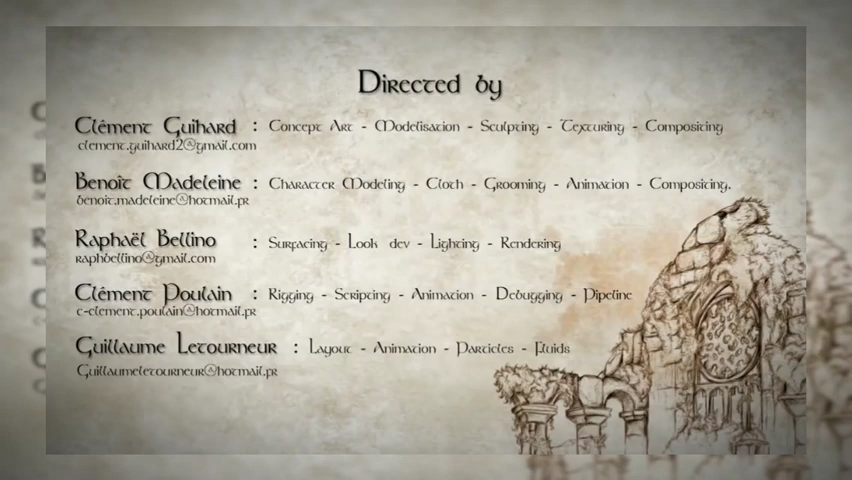 Directed by
Clément Guihard : Concept Art - Modelisation - Sculpting - Texturing - Compositing
clement.guihard2@gmail.com
Benoît Madeleine : Character Modeling - Cloth - Grooming - Animation - Compositing.
benoit.madeleine@hotmail.fr
Raphaël Bellino : Surfacing - Look dev - Lighting - Rendering
raphbellino@gmail.com
Clément Poulain : Rigging - Scripting - Animation - Debugging - Pipeline
c-clement.poulain@hotmail.fr
Guillaume Letourneur : Layout - Animation - Particles - Fluids
Guillaumeletourneur@hotmail.fr